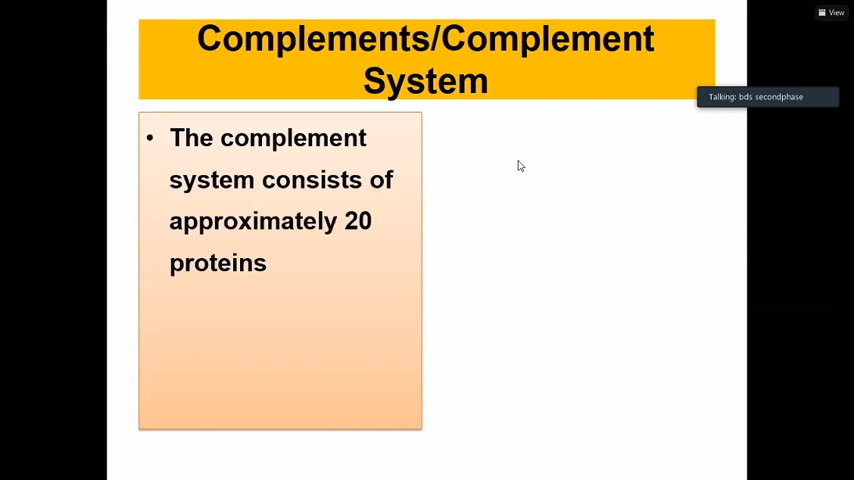 View
Complements/Complement
System
Talking: bds secondphase
• The complement
system consists of
approximately 20
proteins